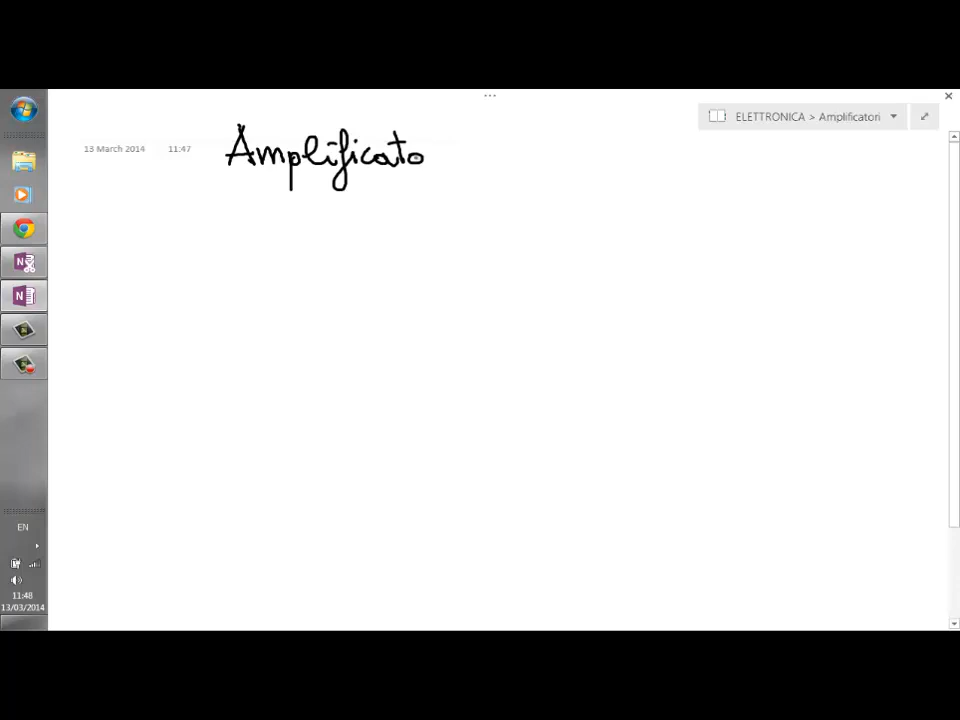 ELETTRONICA > Amplificatori
13 March 2014 11:47
Amplificato
EN
11:48
13/03/2014